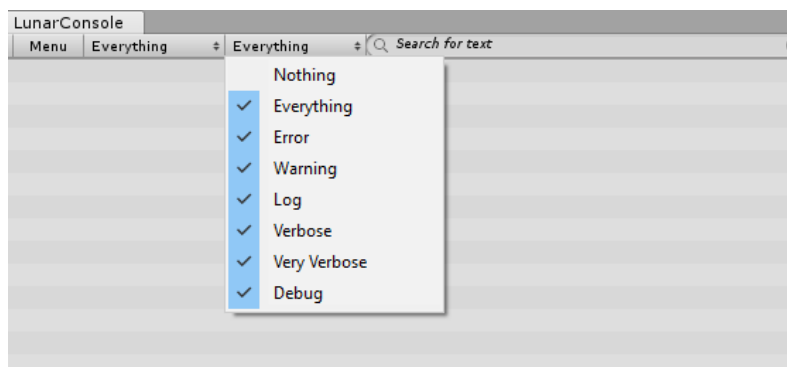 LunarConsole
Menu Everything Everything Search for text
Nothing
Everything
Error
Warning
Log
Verbose
Very Verbose
Debug